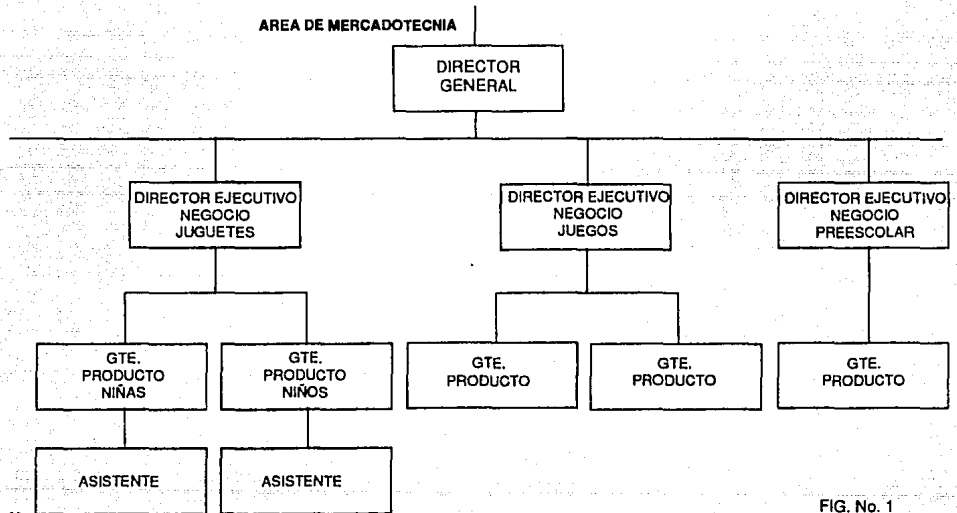 AREA DE MERCADOTECNIA
DIRECTOR
GENERAL
DIRECTOR EJECUTIVO
NEGOCIO
JUGUETES
DIRECTOR EJECUTIVO
NEGOCIO
JUEGOS
DIRECTOR EJECUTIVO
NEGOCIO
PREESCOLAR
GTE.
PRODUCTO
NIÑAS
GTE.
PRODUCTO
NIÑOS
GTE.
PRODUCTO
GTE.
PRODUCTO
GTE.
PRODUCTO
ASISTENTE
ASISTENTE
FIG. No. 1